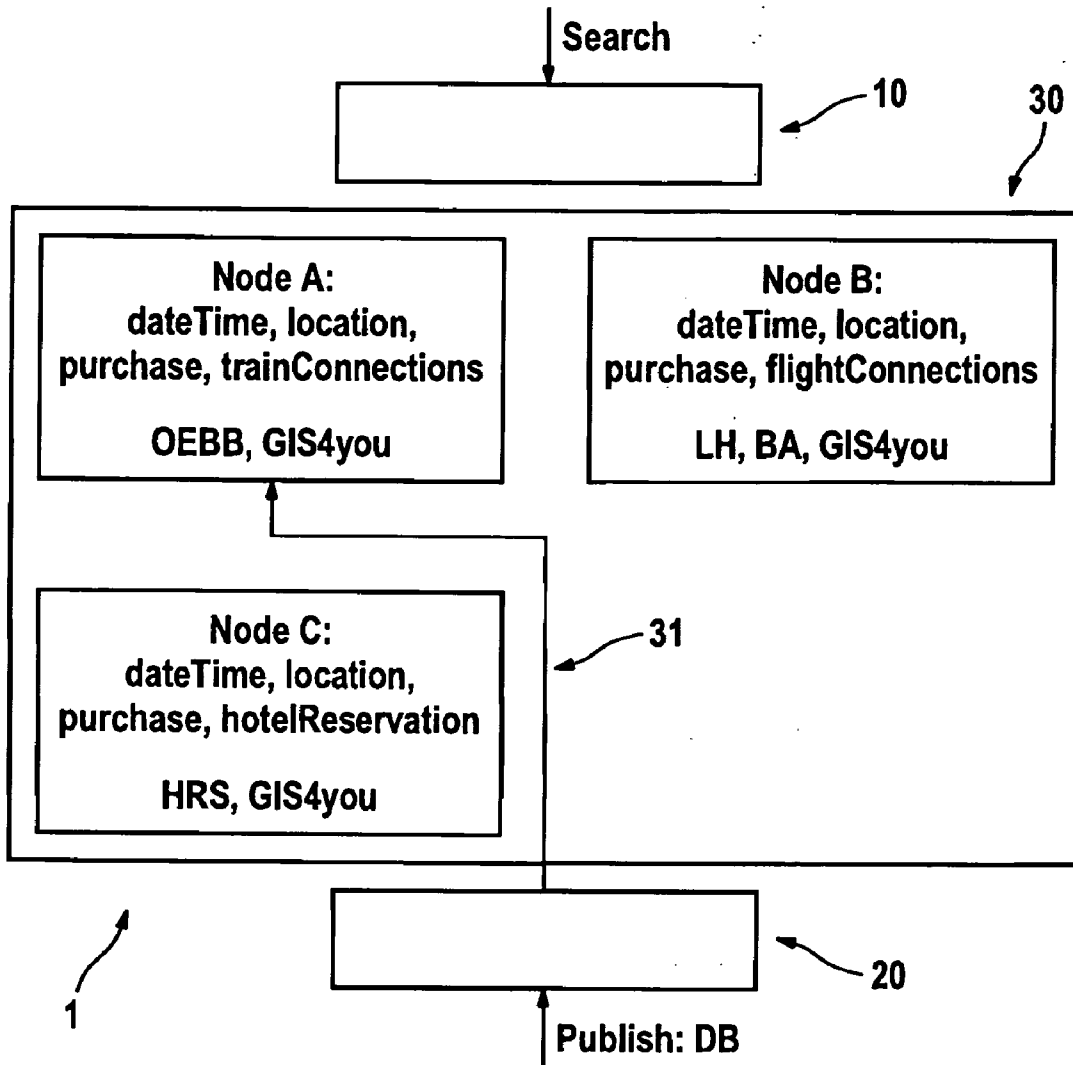 Search
10
30
Node A:
dateTime, location,
purchase, trainConnections
OEBB, GIS4you
Node B:
dateTime, location,
purchase, flightConnections
LH, BA, GIS4you
Node C:
dateTime, location,
purchase, hotelReservation
HRS, GIS4you
31
1
20
Publish: DB